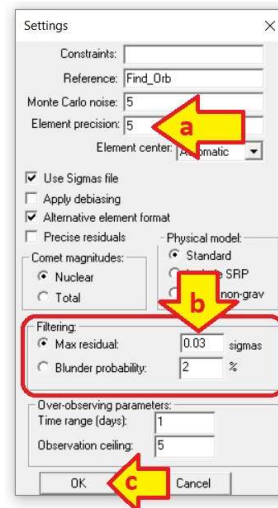 Settings
Constraints:
Reference: Find_Orb
Monte Carlo noise: 5
Element precision: 5
a
Element center: Automatic
Use Sigmas file
Apply debiasing
Alternative element format
Precise residuals
Physical model:
Standard
SRP
non-grav
Comet magnitudes:
Nuclear
Total
b
Filtering:
Max residual: 0.03 sigmas
Blunder probability: 2 %
Over-observing parameters:
Time range (days): 1
Observation ceiling: 5
OK
c
Cancel